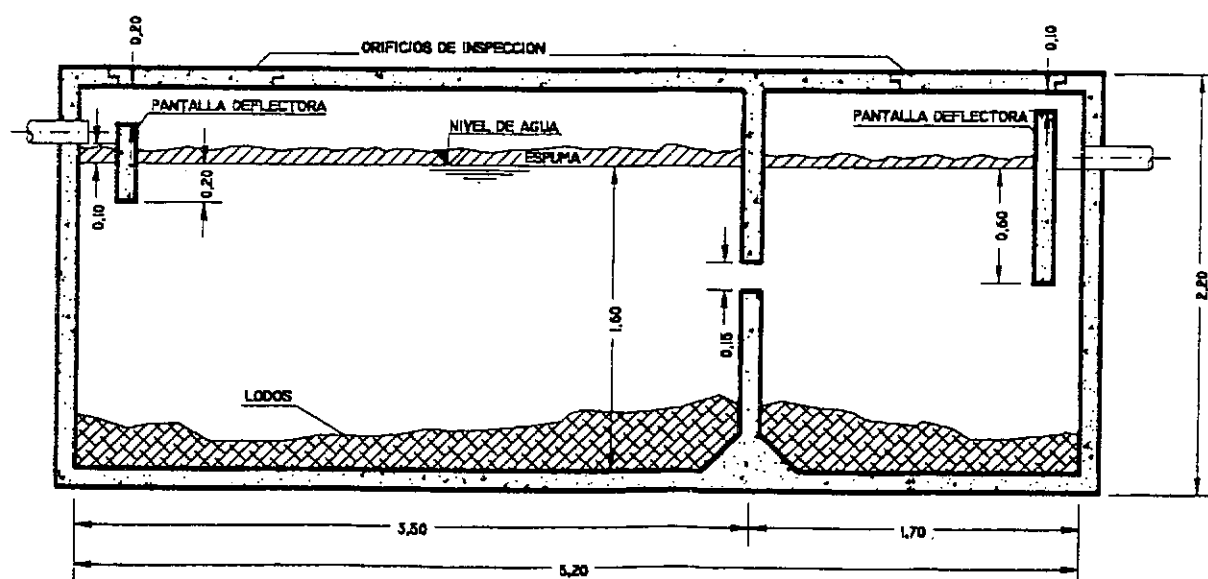 0,20
ORIFICIOS DE INSPECCION
0,10
PANTALLA DEFLECTORA
NIVEL DE AGUA
PANTALLA DEFLECTORA
ESPUMA
0,20
0,10
0,60
2,20
1,60
0,15
LODOS
3,50
1,70
5,20